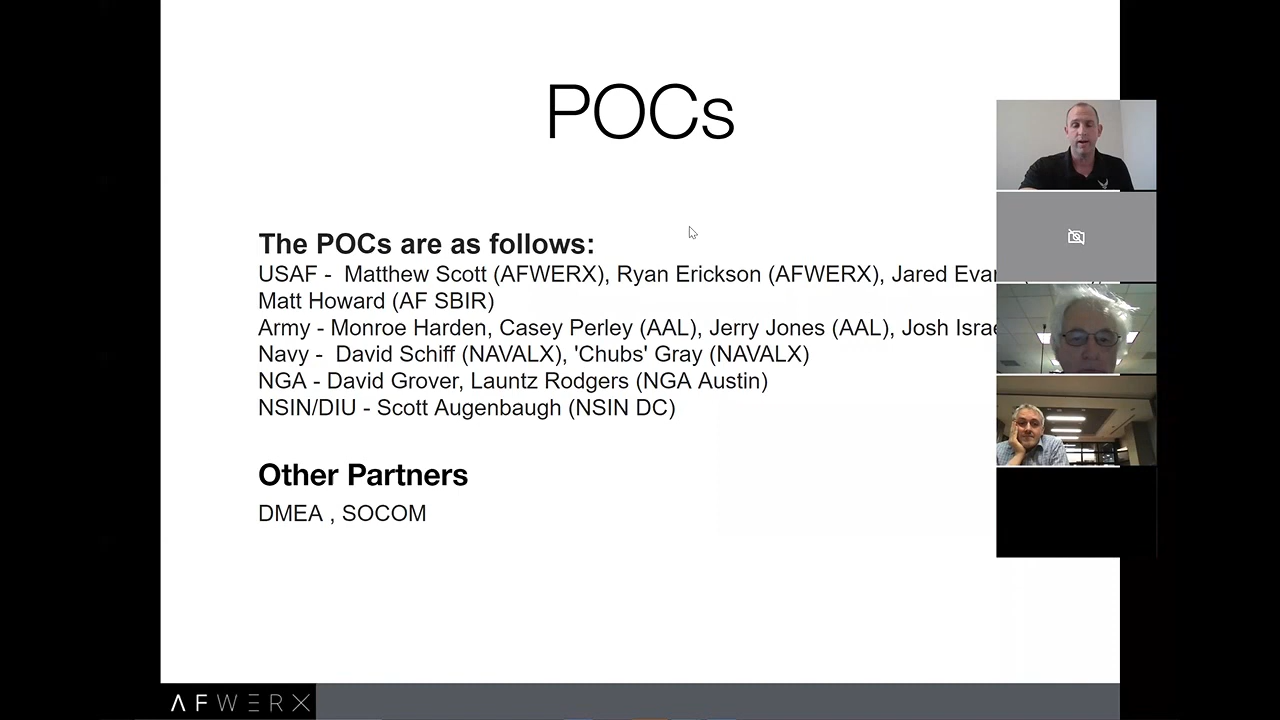 POCs
The POCs are as follows:
USAF - Matthew Scott (AFWERX), Ryan Erickson (AFWERX), Jared
Matt Howard (AF SBIR)
Army - Monroe Harden, Casey Perley (AAL), Jerry Jones (AAL), Josh
Navy - David Schiff (NAVALX), 'Chubs' Gray (NAVALX)
NGA - David Grover, Launtz Rodgers (NGA Austin)
NSIN/DIU - Scott Augenbaugh (NSIN DC)
Other Partners
DMEA , SOCOM
AFWERX